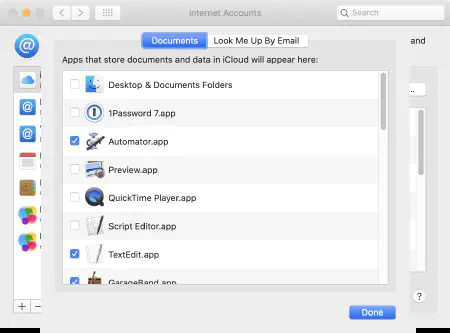 Internet Accounts
Search
Documents
Look Me Up By Email
and
Apps that store documents and data in iCloud will appear here:
Desktop & Documents Folders
1Password 7.app
...
Automator.app
Preview.app
QuickTime Player.app
Script Editor.app
TextEdit.app
GarageBand.app
+ −
Done
?